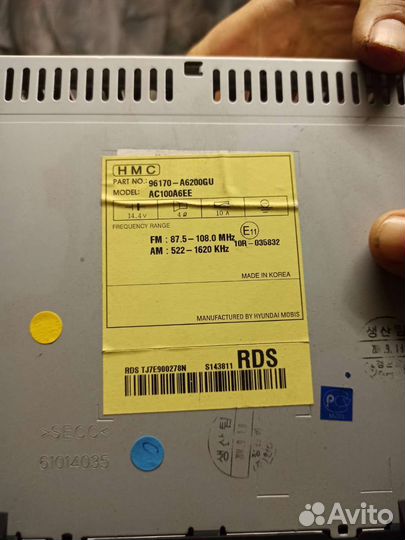 HMC
PART NO.: 96170-A6200GU
MODEL: AC100A6EE
14.4V 4Ω 10A
FREQUENCY RANGE
FM : 87.5-108.0 MHz
AM : 522-1620 KHz
E11
10R-035832
MADE IN KOREA
MANUFACTURED BY HYUNDAI MOBIS
RDS TJ7E900278N S143811 RDS
>SECC<
61014035
Avito